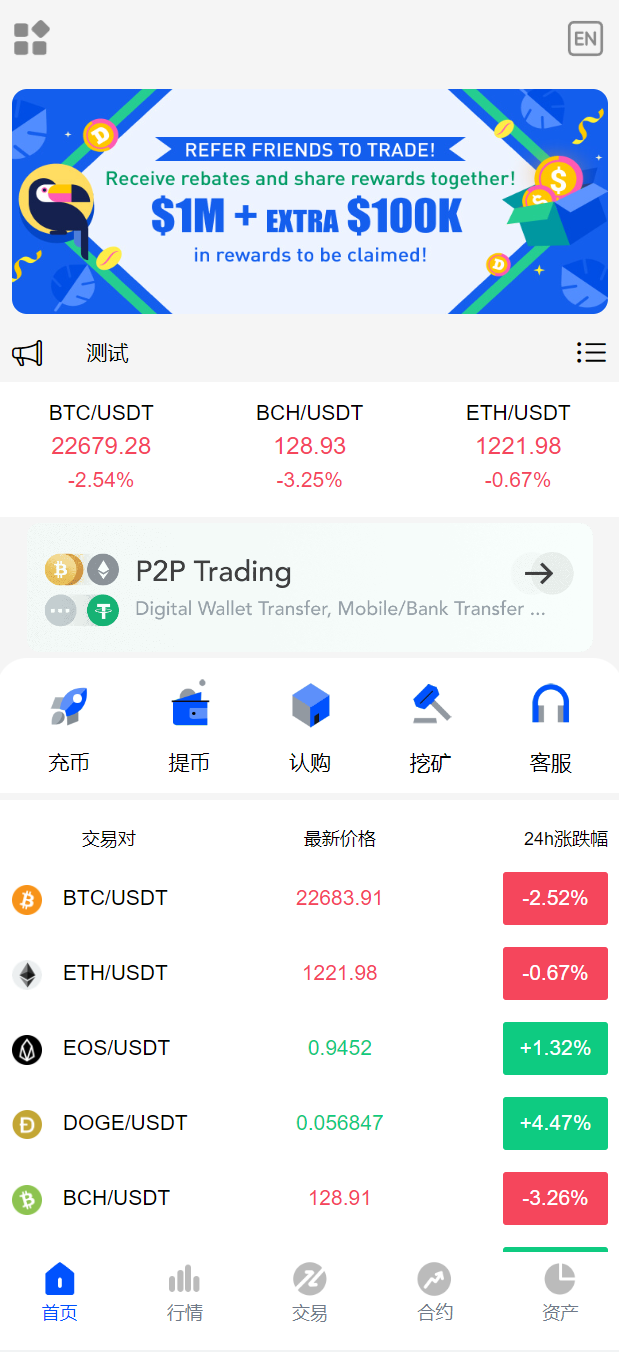 EN
REFER FRIENDS TO TRADE!
Receive rebates and share rewards together!
$1M + EXTRA $100K
in rewards to be claimed!
测试
BTC/USDT BCH/USDT ETH/USDT
22679.28 128.93 1221.98
-2.54% -3.25% -0.67%
P2P Trading
Digital Wallet Transfer, Mobile/Bank Transfer ...
充币 提币 认购 挖矿 客服
交易对 最新价格 24h涨跌幅
BTC/USDT 22683.91 -2.52%
ETH/USDT 1221.98 -0.67%
EOS/USDT 0.9452 +1.32%
DOGE/USDT 0.056847 +4.47%
BCH/USDT 128.91 -3.26%
首页 行情 交易 合约 资产